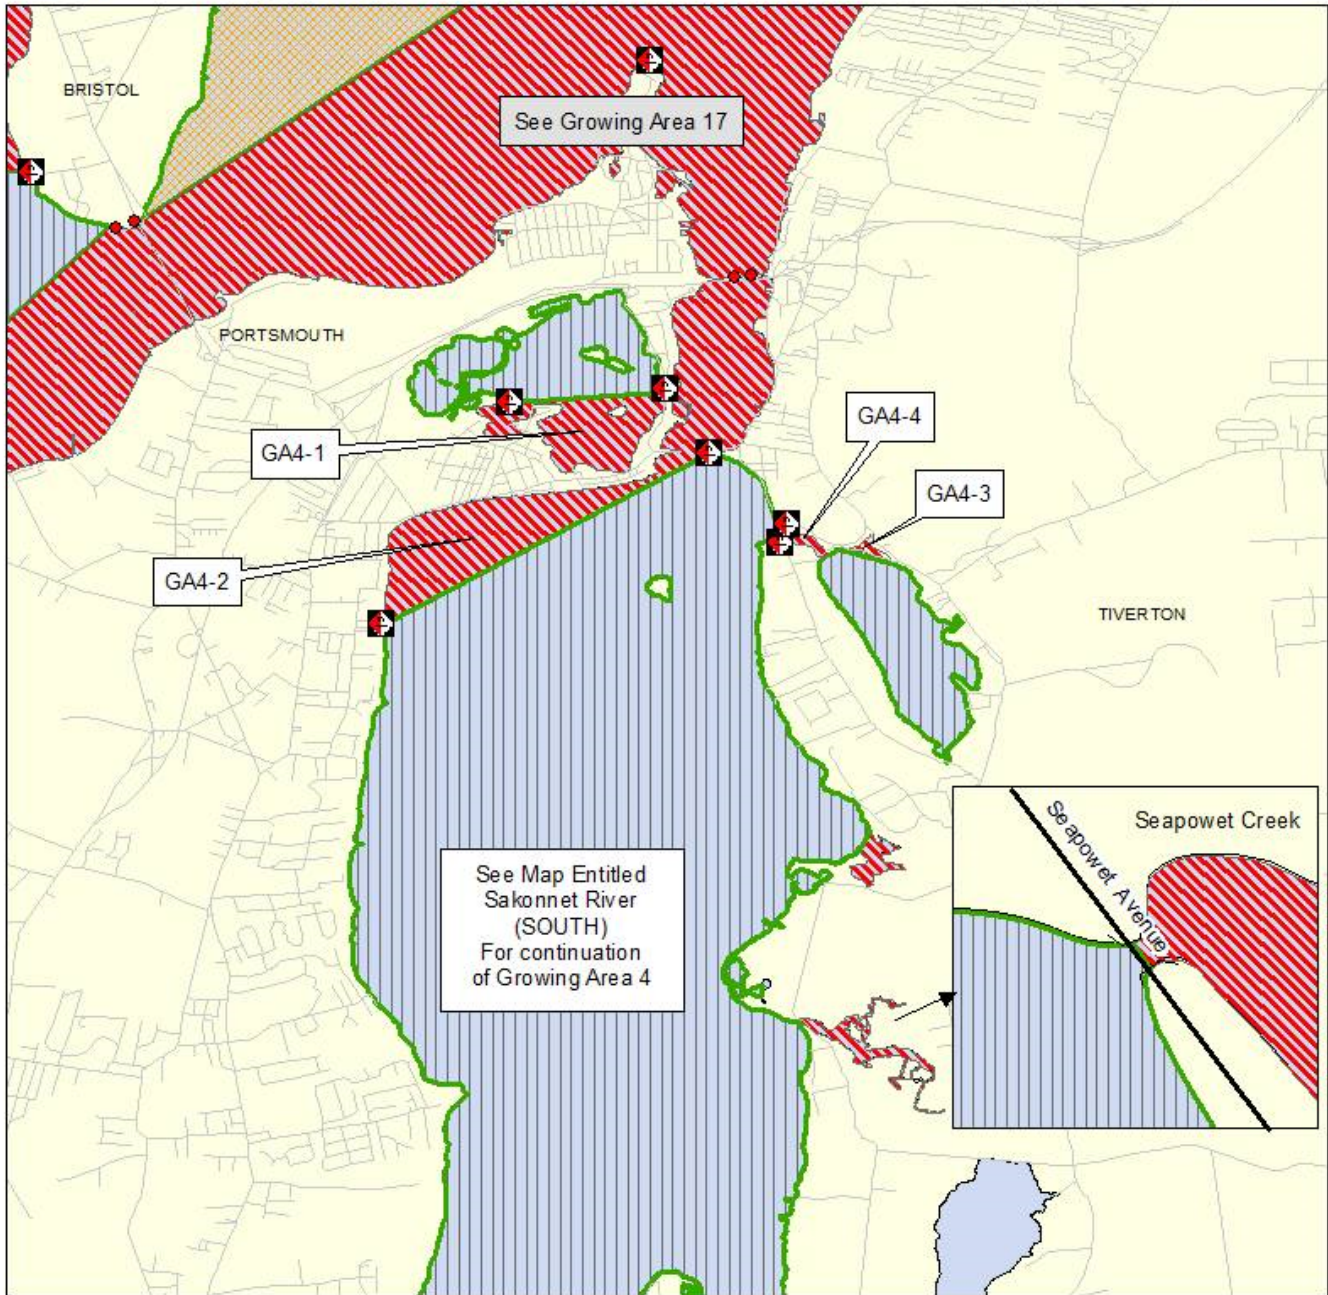 BRISTOL
See Growing Area 17
PORTSMOUTH
GA4-1
GA4-4
GA4-3
GA4-2
TIVERTON
Seapowet Creek
Seapowet Avenue
See Map Entitled
Sakonnet River
(SOUTH)
For continuation
of Growing Area 4